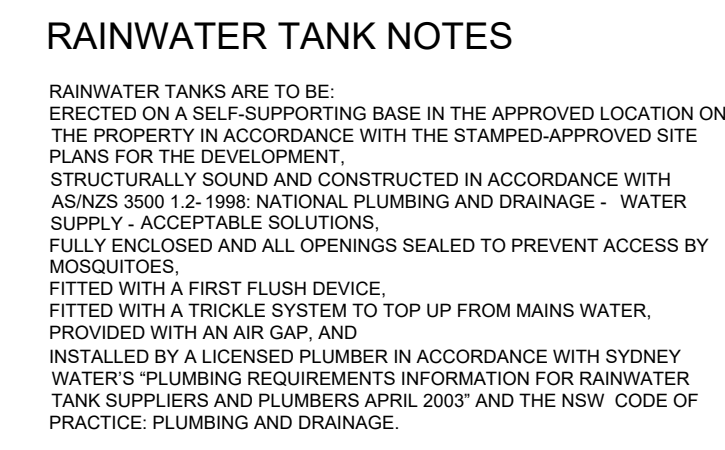 RAINWATER TANK NOTES
RAINWATER TANKS ARE TO BE:
ERECTED ON A SELF-SUPPORTING BASE IN THE APPROVED LOCATION ON
THE PROPERTY IN ACCORDANCE WITH THE STAMPED-APPROVED SITE
PLANS FOR THE DEVELOPMENT,
STRUCTURALLY SOUND AND CONSTRUCTED IN ACCORDANCE WITH
AS/NZS 3500 1.2- 1998: NATIONAL PLUMBING AND DRAINAGE - WATER
SUPPLY - ACCEPTABLE SOLUTIONS,
FULLY ENCLOSED AND ALL OPENINGS SEALED TO PREVENT ACCESS BY
MOSQUITOES,
FITTED WITH A FIRST FLUSH DEVICE,
FITTED WITH A TRICKLE SYSTEM TO TOP UP FROM MAINS WATER,
PROVIDED WITH AN AIR GAP, AND
INSTALLED BY A LICENSED PLUMBER IN ACCORDANCE WITH SYDNEY
WATER'S “PLUMBING REQUIREMENTS INFORMATION FOR RAINWATER
TANK SUPPLIERS AND PLUMBERS APRIL 2003” AND THE NSW CODE OF
PRACTICE: PLUMBING AND DRAINAGE.